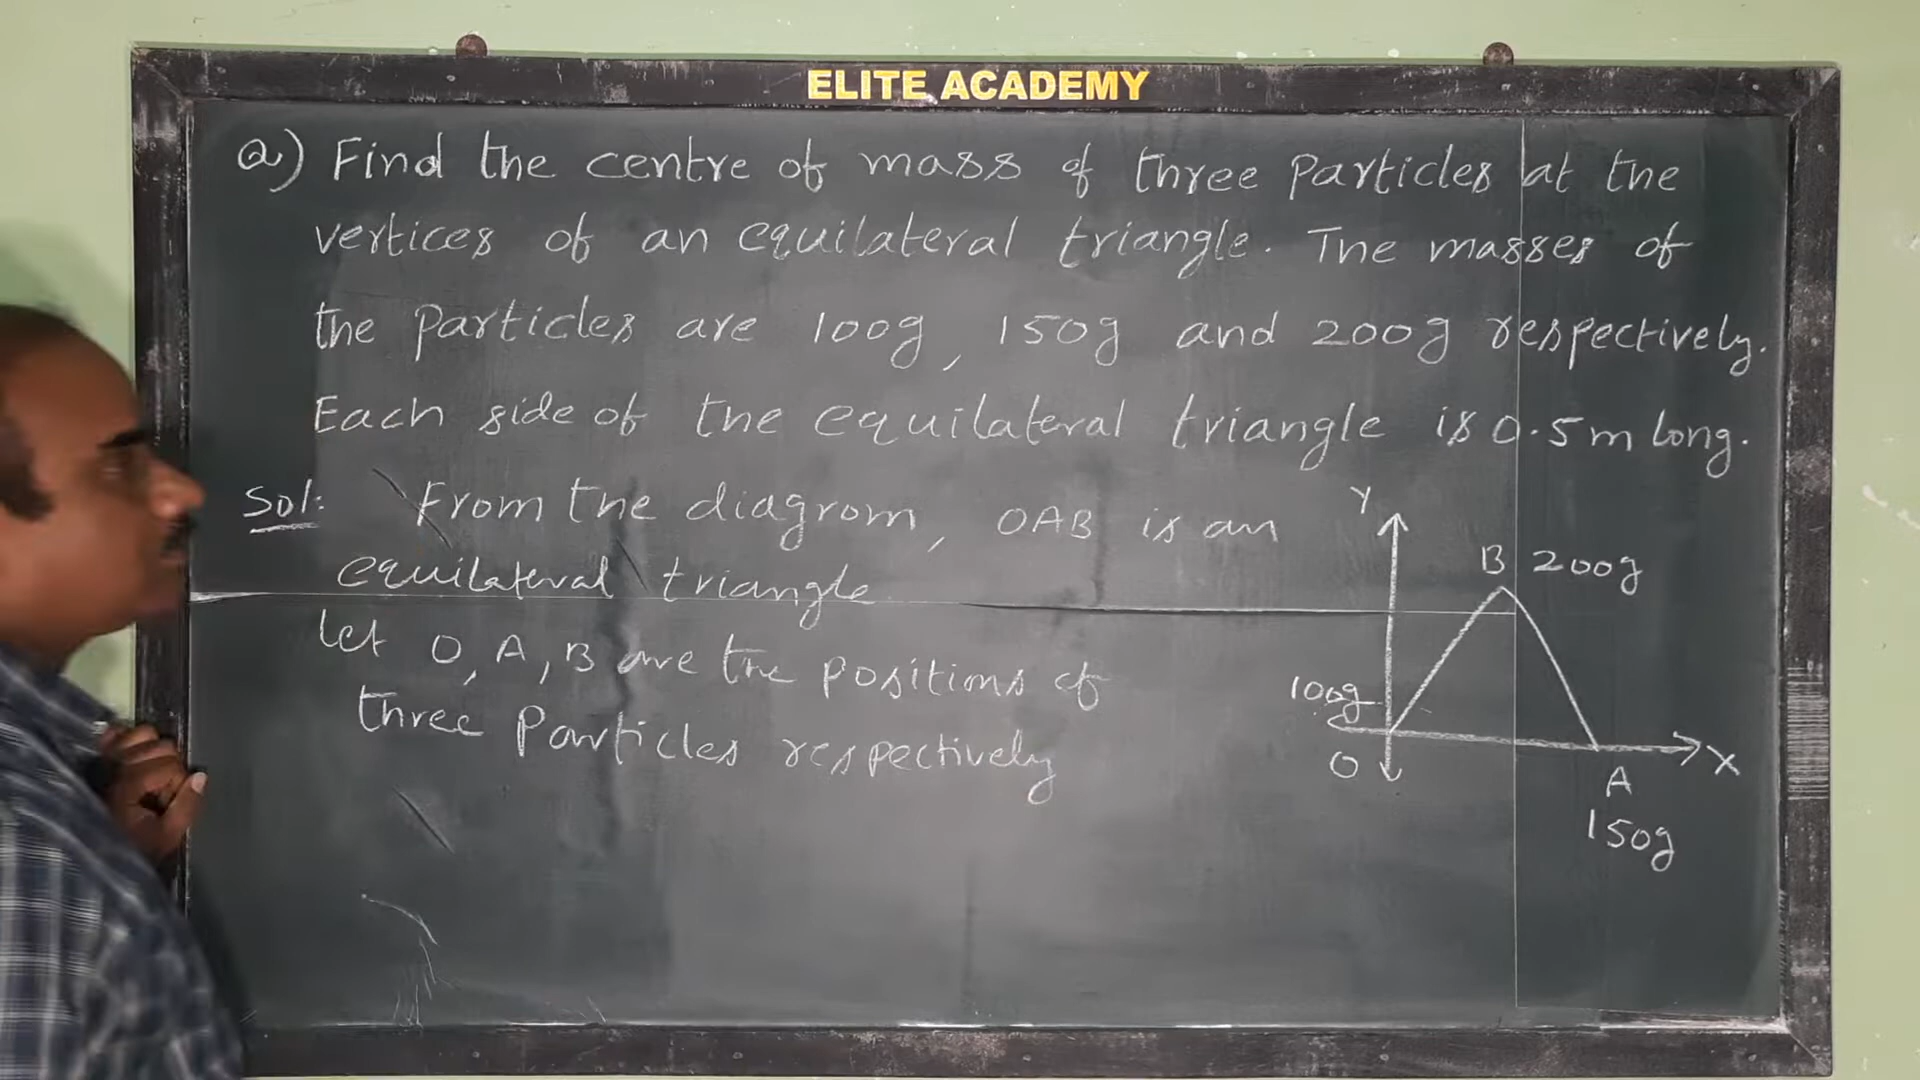 ELITE ACADEMY
Q) Find the centre of mass of three particles at the
vertices of an equilateral triangle. The masses of
the particles are 100g, 150g and 200g respectively.
Each side of the equilateral triangle is 0.5m long.
Sol: From the diagrom, OAB is an
equilateral triangle.
Let O, A, B are the positions of
three Particles respectively
Y
B 200g
100g
O
X
A
150g